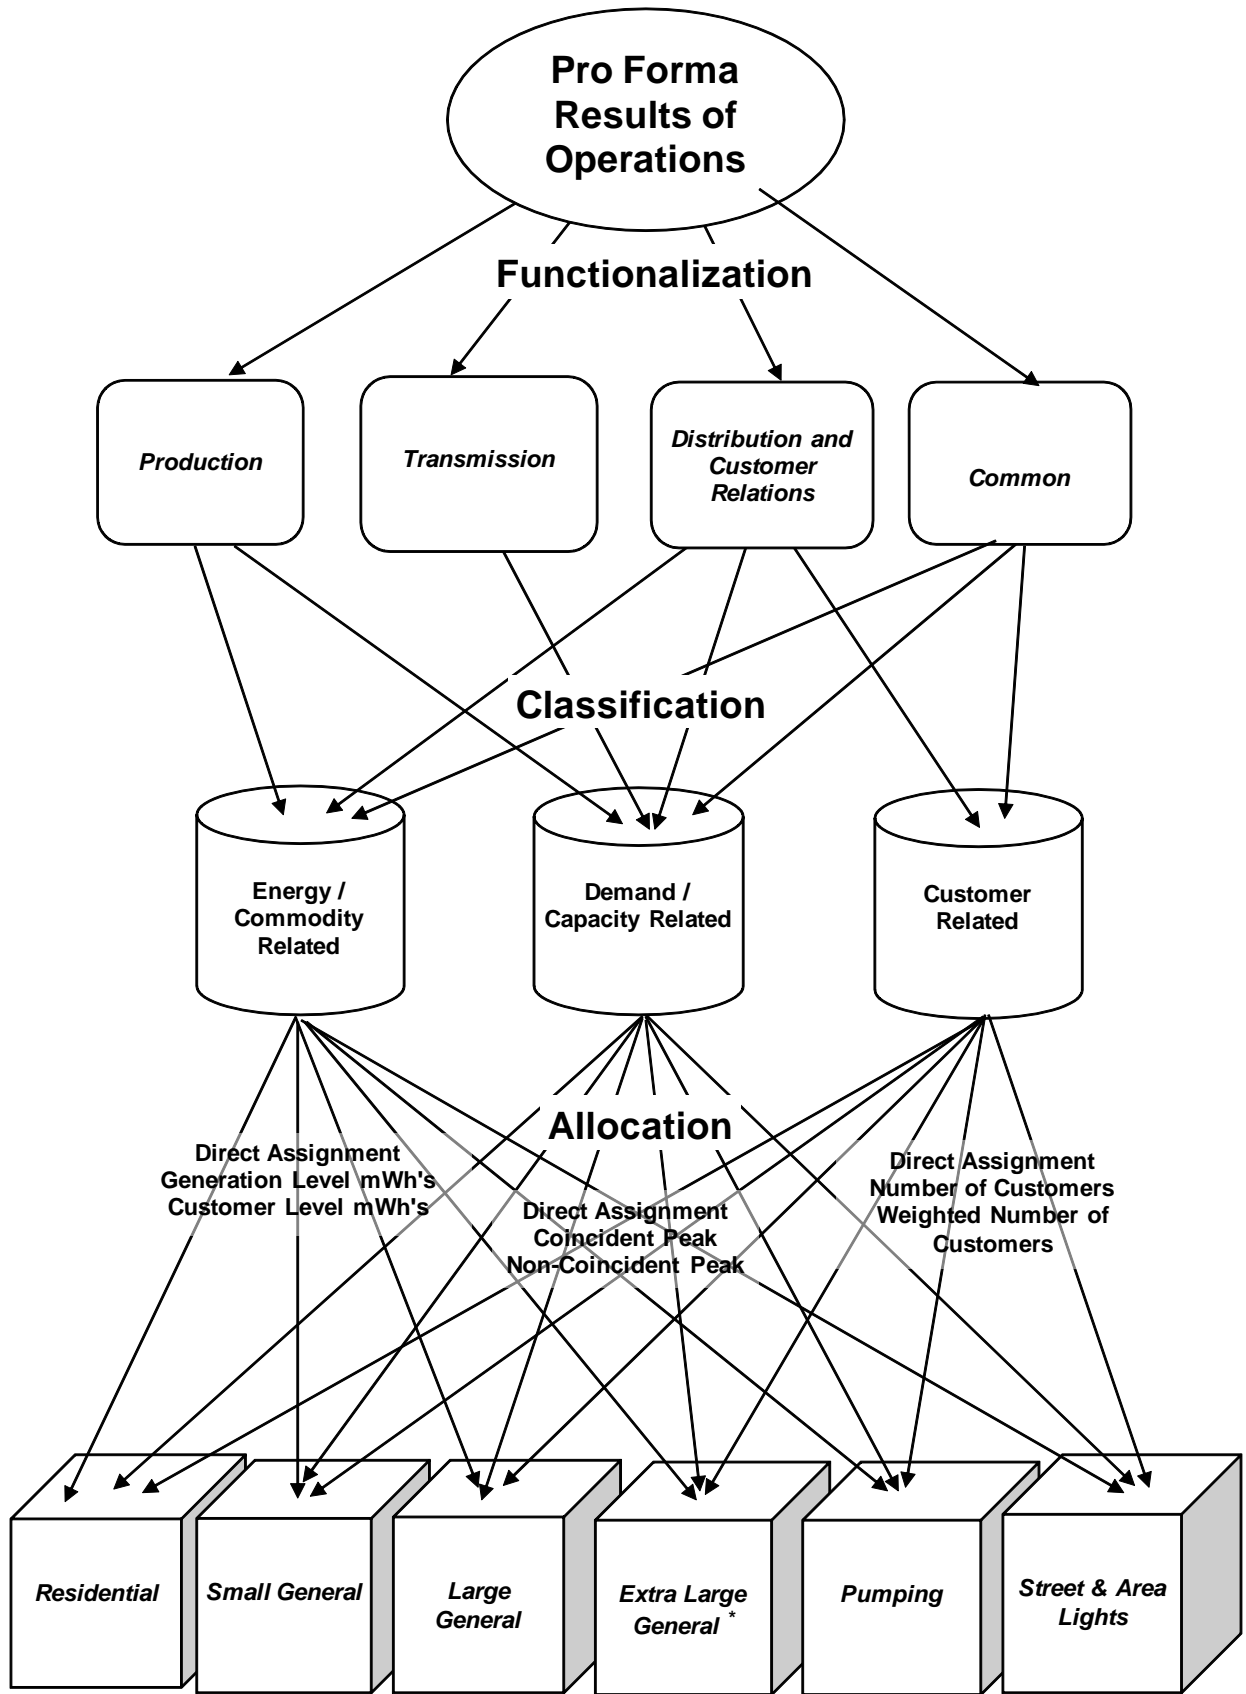 Pro Forma
Results of
Operations
Functionalization
Production
Transmission
Distribution and
Customer
Relations
Common
Classification
Energy /
Commodity
Related
Demand /
Capacity Related
Customer
Related
Allocation
Direct Assignment
Generation Level mWh's
Customer Level mWh's
Direct Assignment
Coincident Peak
Non-Coincident Peak
Direct Assignment
Number of Customers
Weighted Number of
Customers
Residential
Small General
Large
General
Extra Large
General *
Pumping
Street & Area
Lights